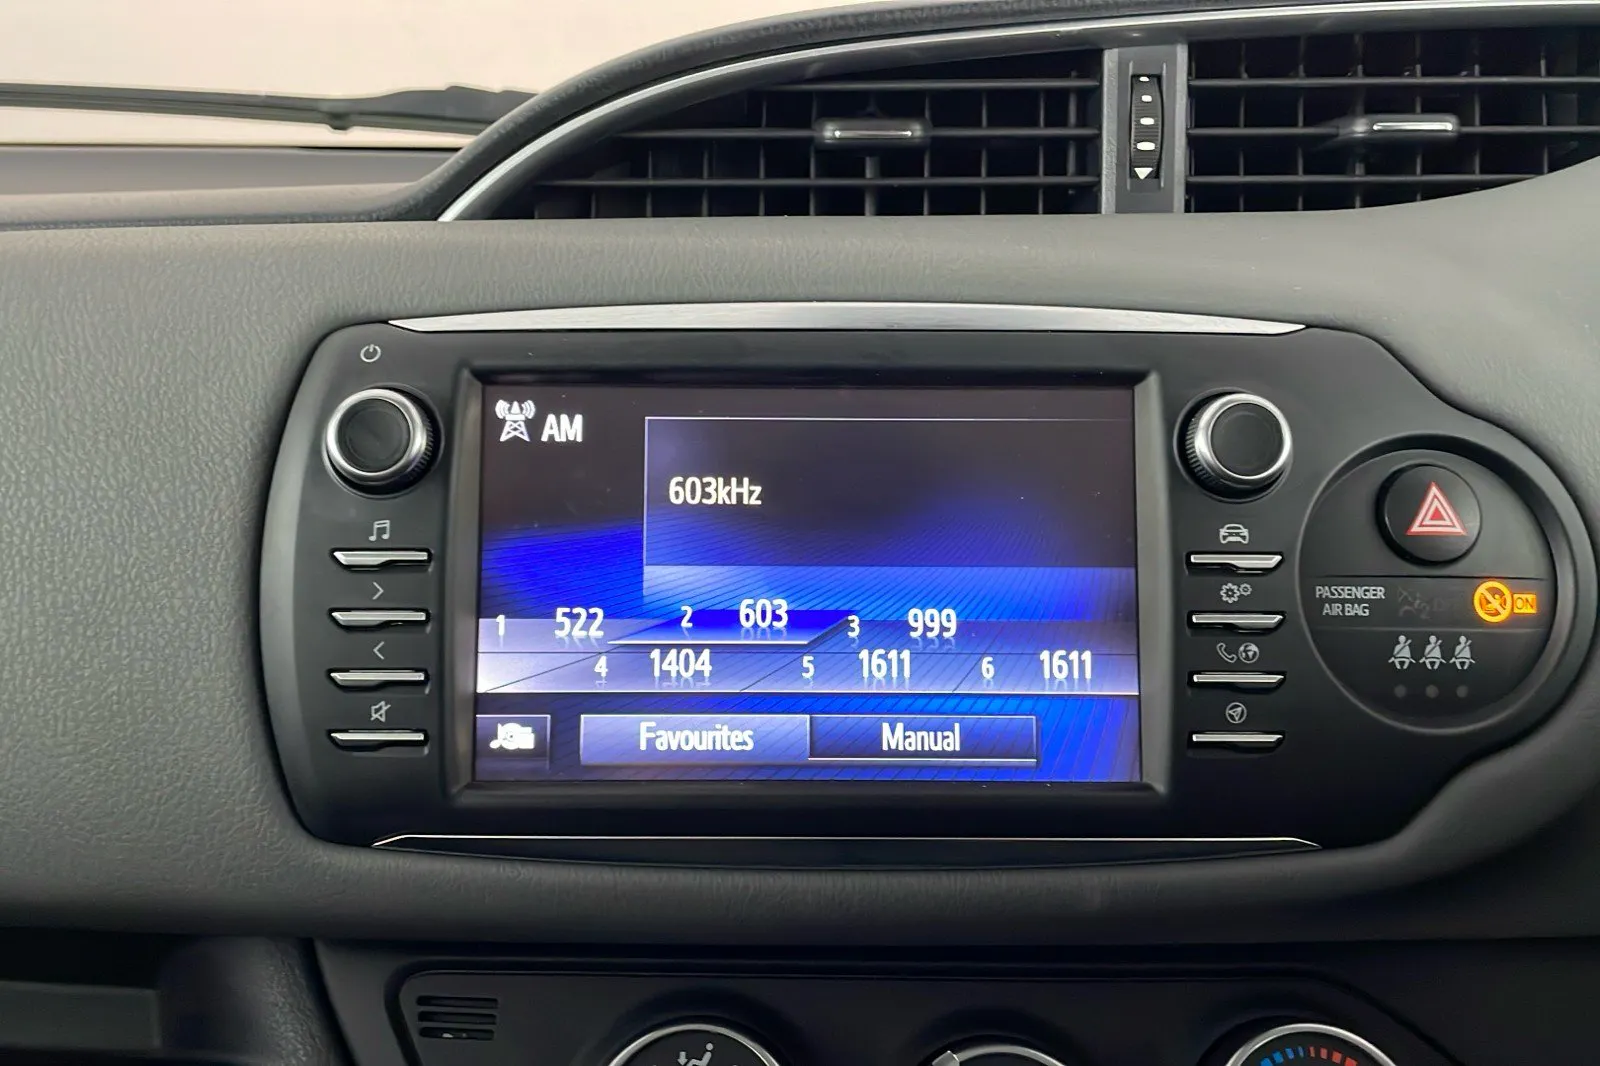 AM
603kHz
1 522 2 603 3 999
4 1404 5 1611 6 1611
Favourites Manual
PASSENGER
AIR BAG
ON